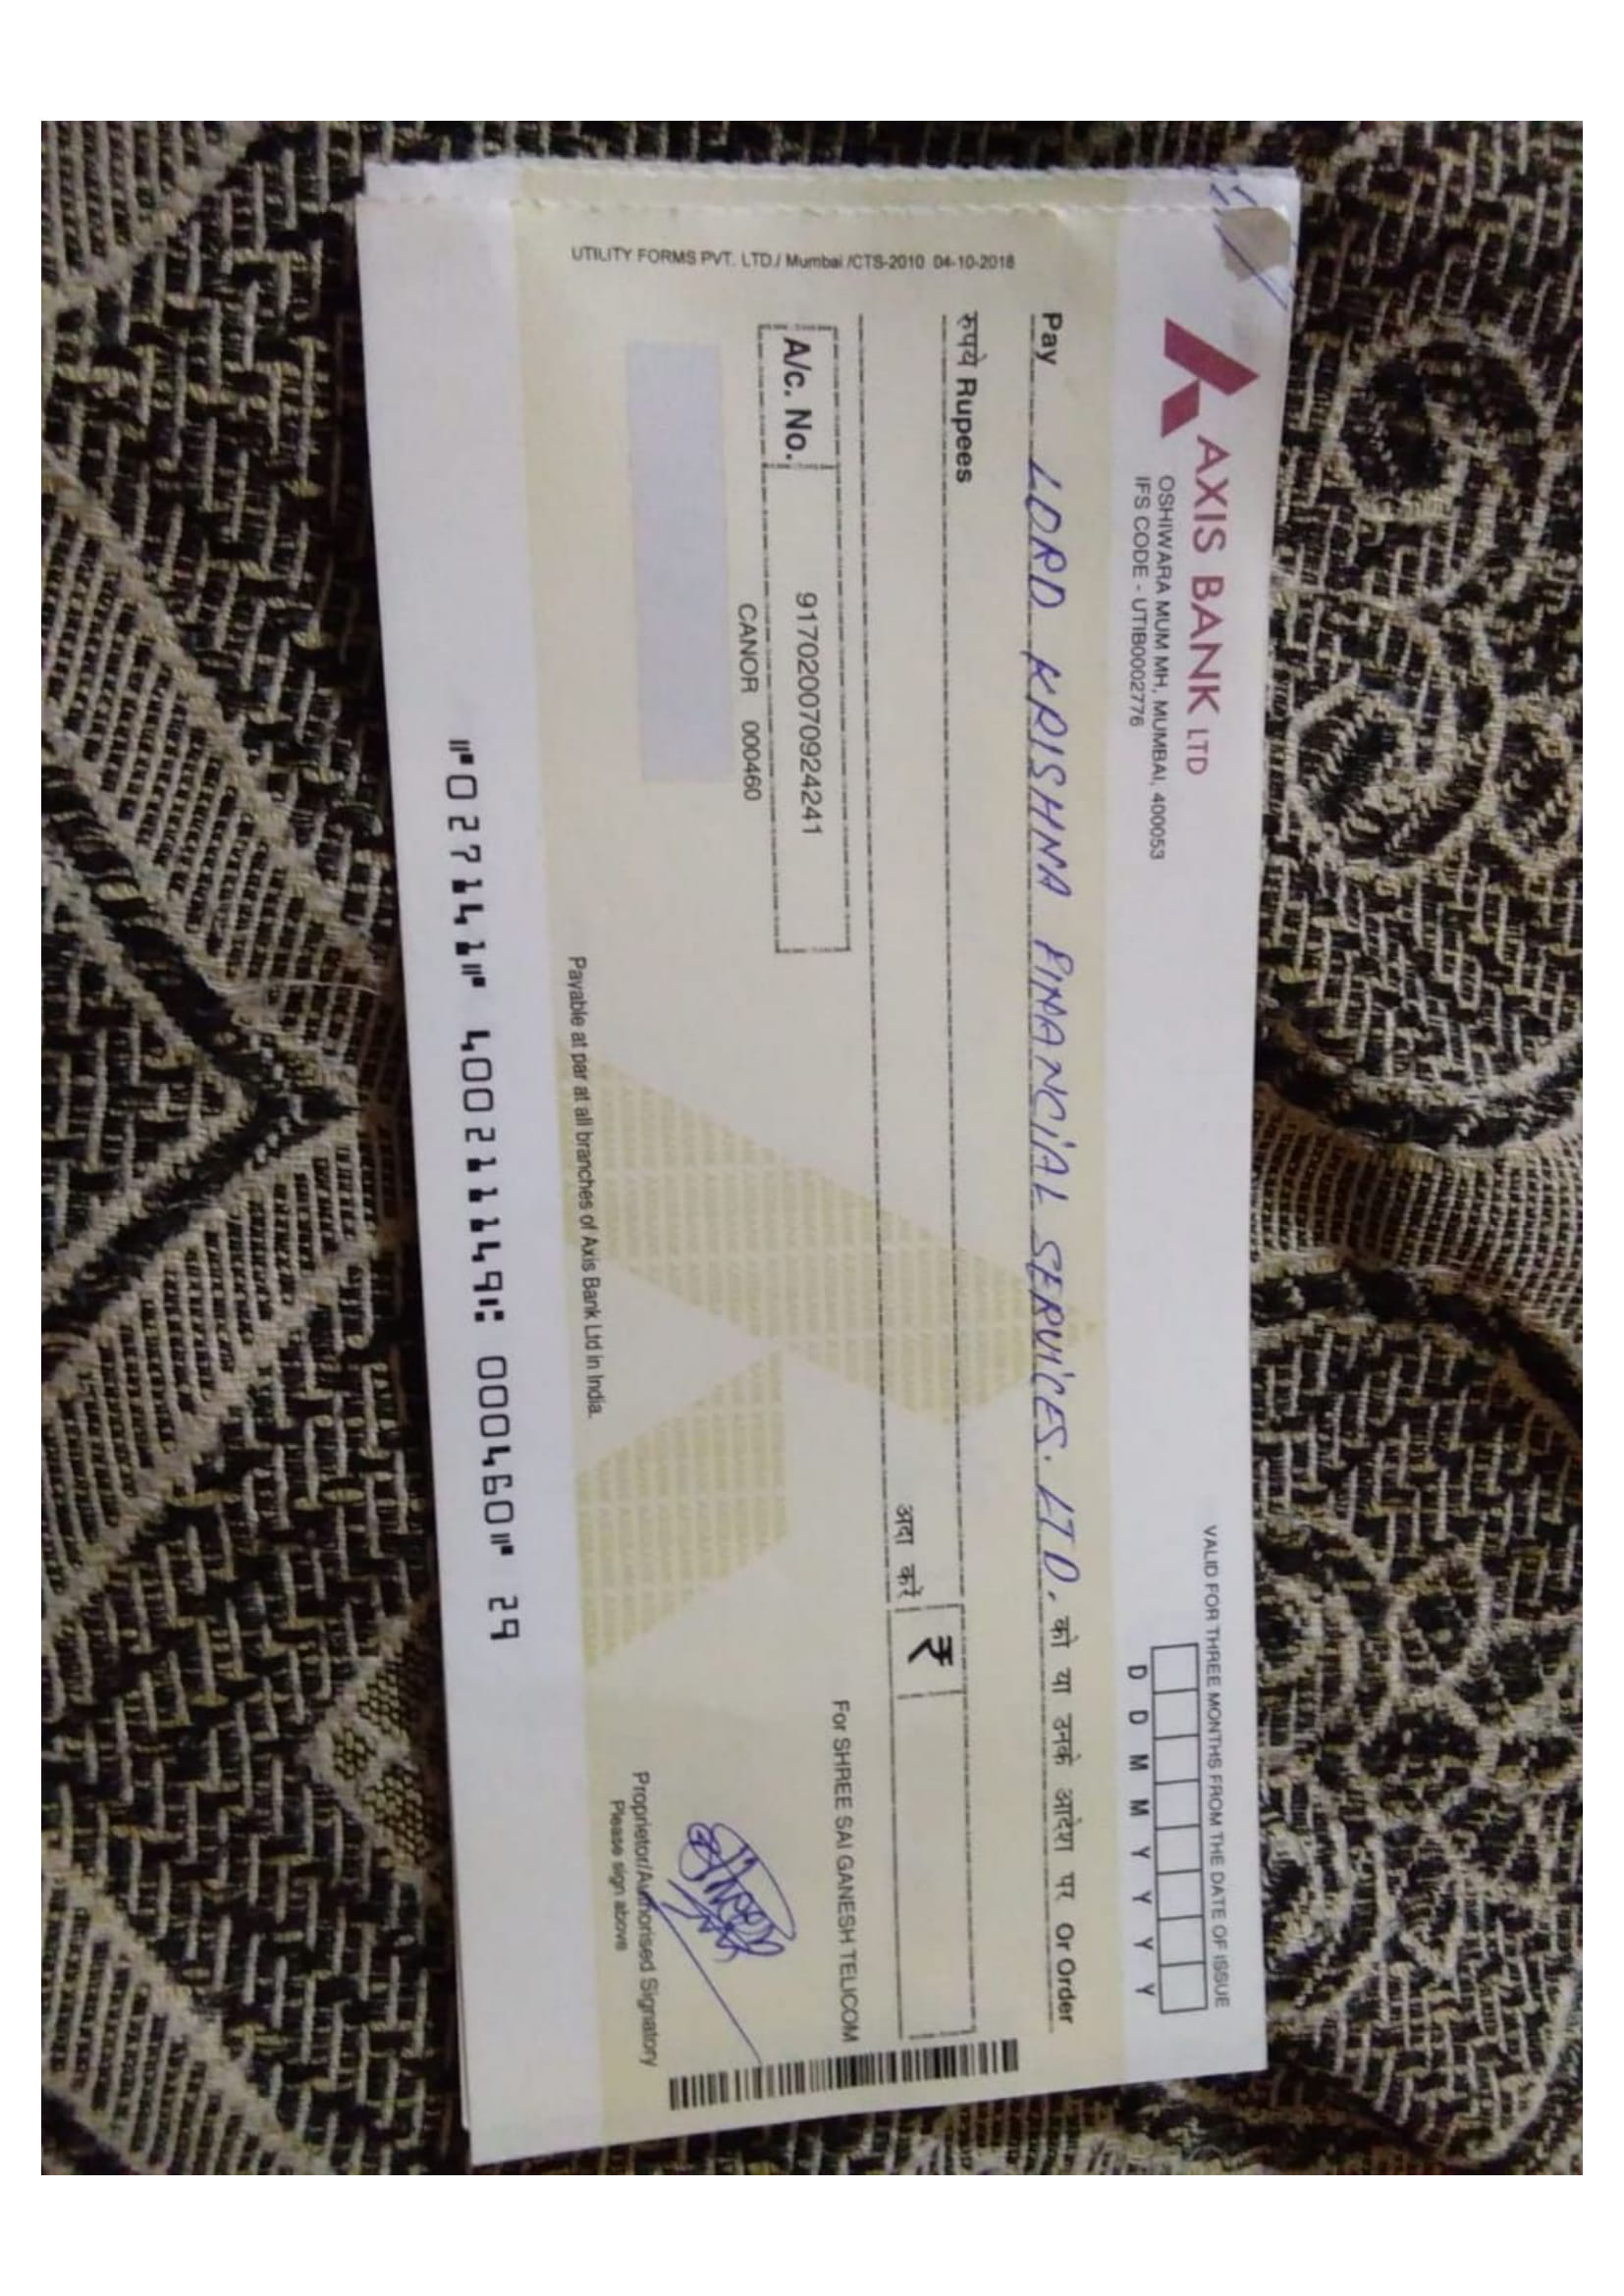 AXIS BANK LTD
OSHIWARA MUM MH, MUMBAI, 400053
IFS CODE - UTIB0002776
VALID FOR THREE MONTHS FROM THE DATE OF ISSUE
D D M M Y Y Y Y
Pay LORD KRISHNA FINANCIAL SERVICES. LTD. को या उनके आदेश पर Or Order
रुपये Rupees
अदा करें ₹
A/c. No. 917020070924241
CANOR 000460
For SHREE SAI GANESH TELICOM
Proprietor/Authorised Signatory
Please sign above
Payable at par at all branches of Axis Bank Ltd in India.
UTILITY FORMS PVT. LTD./ Mumbai /CTS-2010 04-10-2018
⑈027141⑈ 400211149⑆ 000460⑈ 29